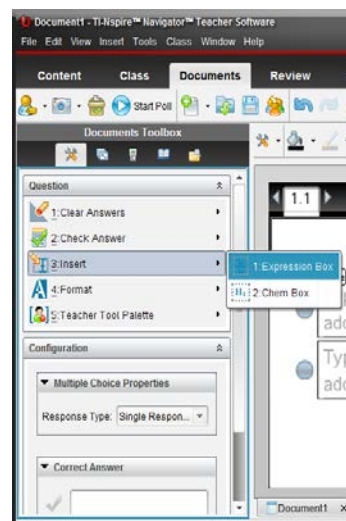 Document1 - TI-Nspire™ Navigator™ Teacher Software
File Edit View Insert Tools Class Window Help
Content Class Documents Review
Start Poll
Documents Toolbox
Question
1:Clear Answers
2:Check Answer
3:Insert
4:Format
5:Teacher Tool Palette
1:Expression Box
2:Chem Box
1.1
add
Typ
add
Configuration
Multiple Choice Properties
Response Type: Single Respon...
Correct Answer
Document1 x